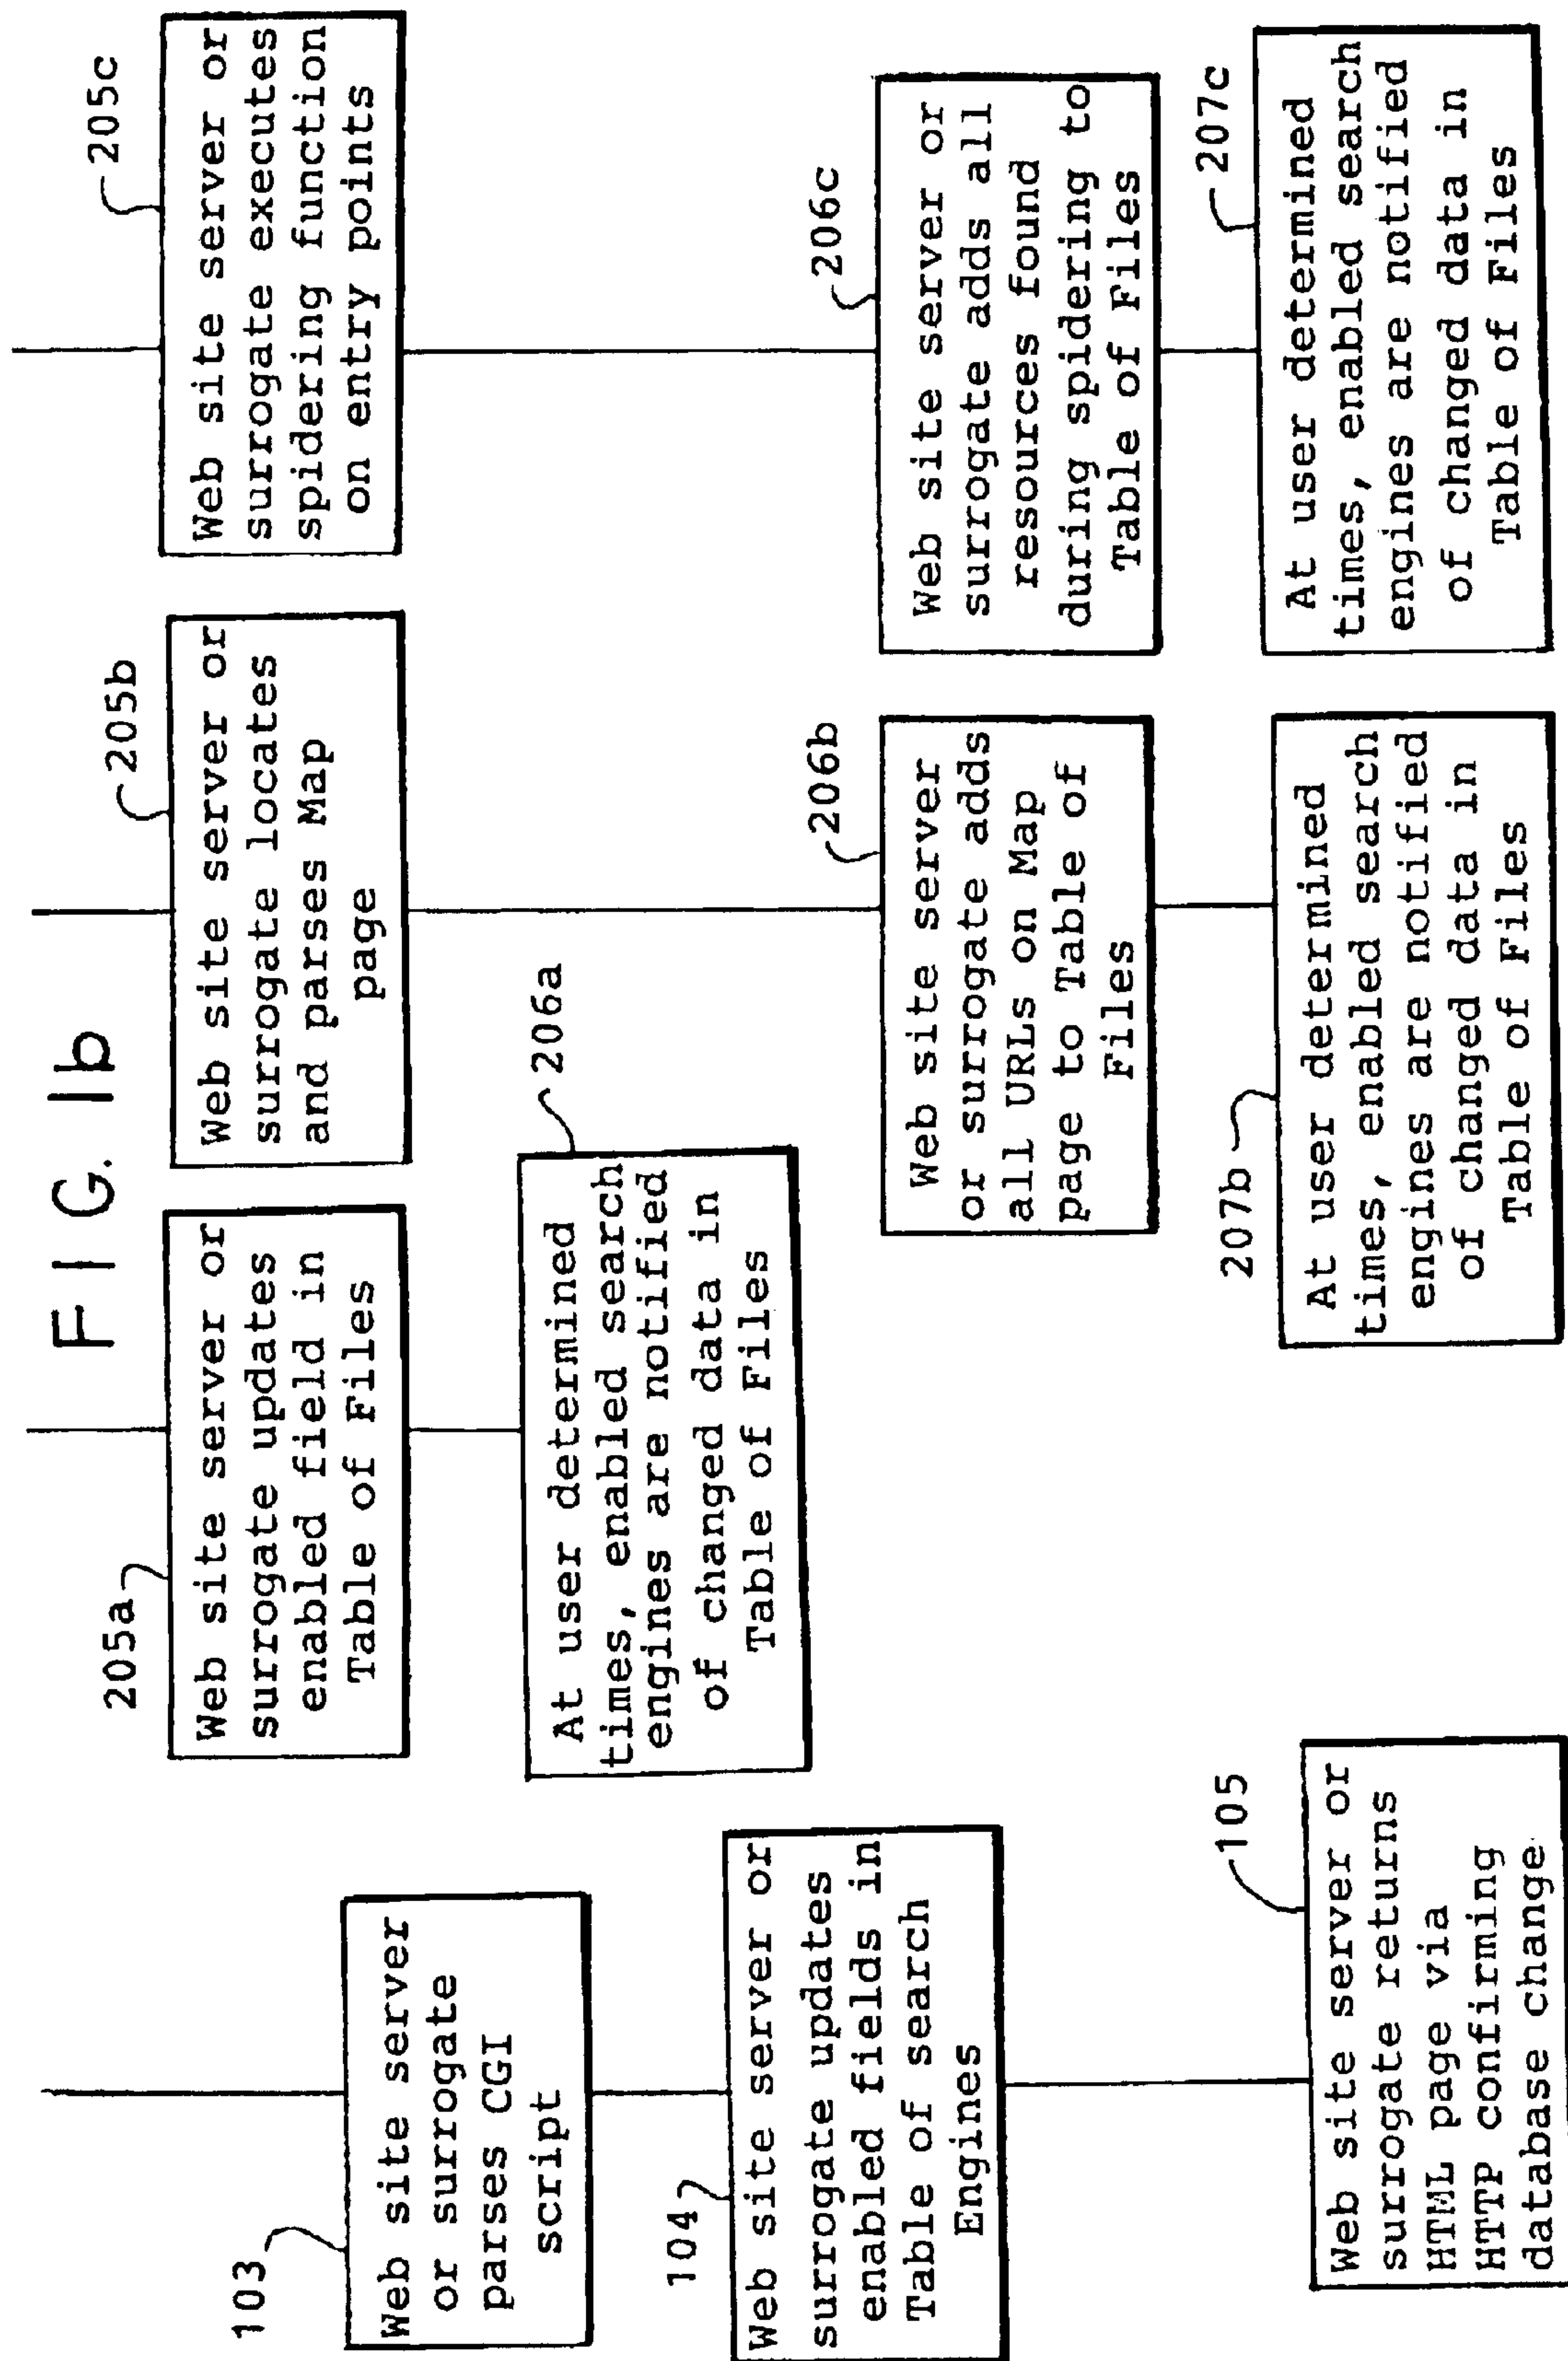 FIG. 1b
103
Web site server
or surrogate
parses CGI
script
104
Web site server or
surrogate updates
enabled fields in
Table of search
Engines
105
Web site server or
surrogate returns
HTML page via
HTTP confirming
database change
205a
Web site server or
surrogate updates
enabled field in
Table of Files
206a
At user determined
times, enabled search
engines are notified
of changed data in
Table of Files
205b
Web site server or
surrogate locates
and parses Map
page
206b
Web site server
or surrogate adds
all URLs on Map
page to Table of
Files
207b
At user determined
times, enabled search
engines are notified
of changed data in
Table of Files
205c
Web site server or
surrogate executes
spidering function
on entry points
206c
Web site server or
surrogate adds all
resources found
during spidering to
Table of Files
207c
At user determined
times, enabled search
engines are notified
of changed data in
Table of Files